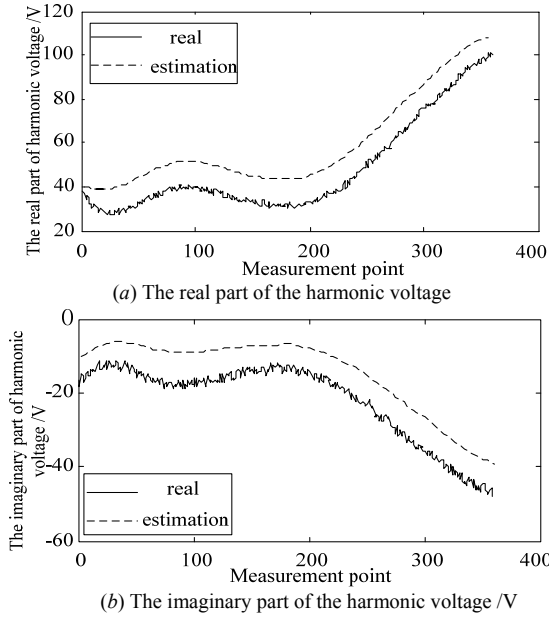 The real part of harmonic voltage /V
120
100
80
60
40
20
real
estimation
0
100
200
300
400
Measurement point
(a) The real part of the harmonic voltage
The imaginary part of harmonic
voltage /V
0
-20
-40
-60
real
estimation
0
100
200
300
400
Measurement point
(b) The imaginary part of the harmonic voltage /V